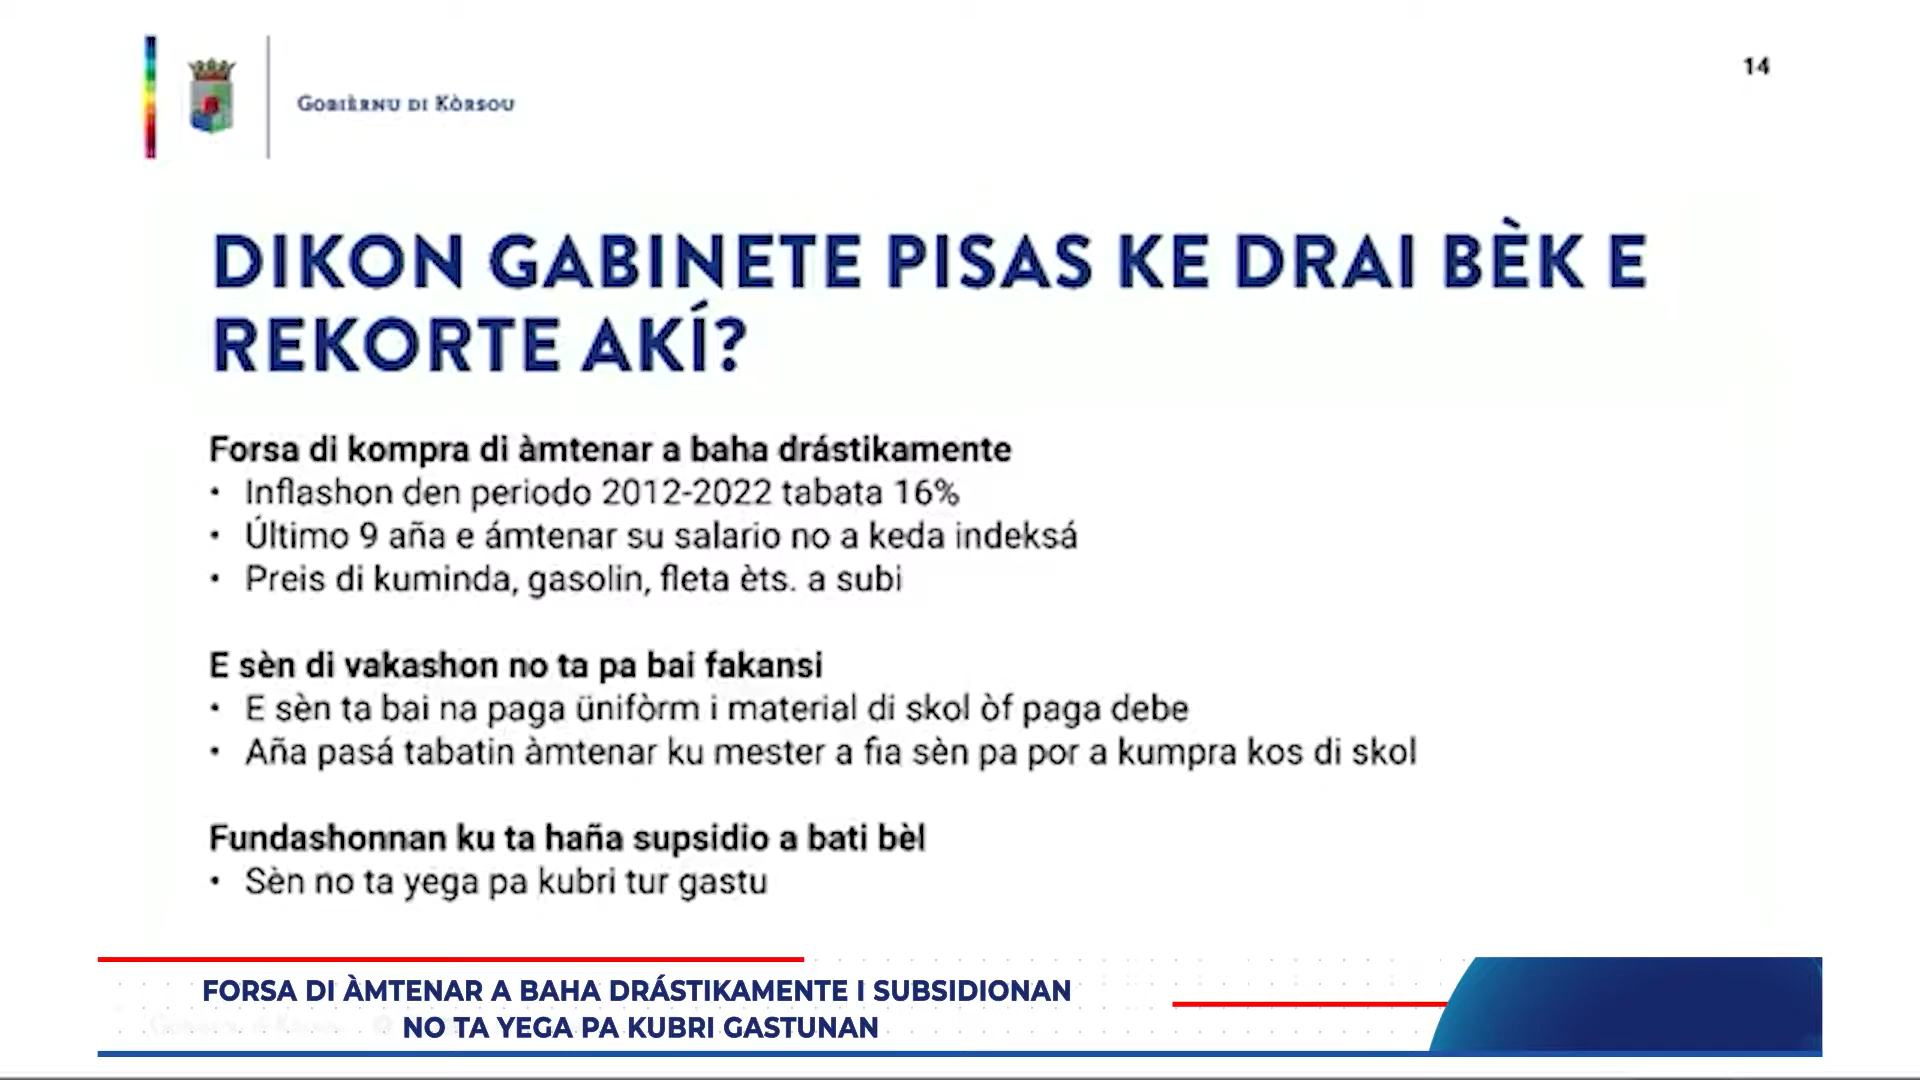 GOBIÈRNU DI KÒRSOU
14
DIKON GABINETE PISAS KE DRAI BÈK E
REKORTE AKÍ?
Forsa di kompra di àmtenar a baha drástikamente
• Inflashon den periodo 2012-2022 tabata 16%
• Último 9 aña e ámtenar su salario no a keda indeksá
• Preis di kuminda, gasolin, fleta èts. a subi
E sèn di vakashon no ta pa bai fakansi
• E sèn ta bai na paga ünifòrm i material di skol òf paga debe
• Aña pasá tabatin àmtenar ku mester a fia sèn pa por a kumpra kos di skol
Fundashonnan ku ta haña supsidio a bati bèl
• Sèn no ta yega pa kubri tur gastu
FORSA DI ÀMTENAR A BAHA DRÁSTIKAMENTE I SUBSIDIONAN
NO TA YEGA PA KUBRI GASTUNAN